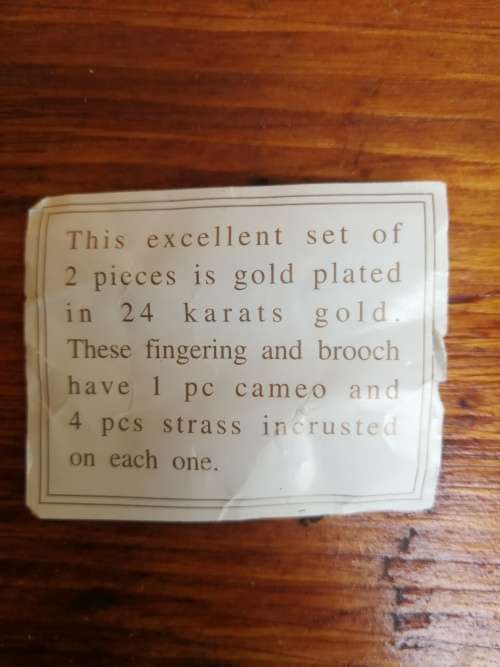 This excellent set of
2 pieces is gold plated
in 24 karats gold.
These fingering and brooch
have 1 pc cameo and
4 pcs strass incrusted
on each one.